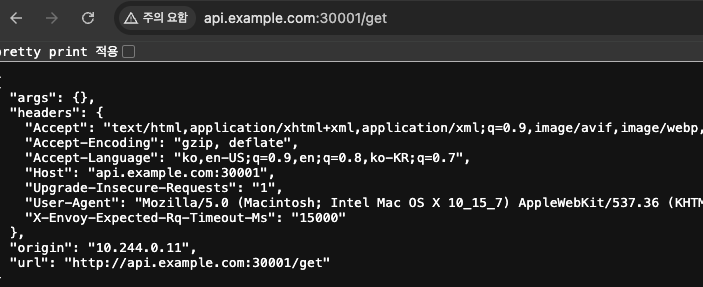 주의 요함 api.example.com:30001/get
pretty print 적용
{
"args": {},
"headers": {
"Accept": "text/html,application/xhtml+xml,application/xml;q=0.9,image/avif,image/webp,
"Accept-Encoding": "gzip, deflate",
"Accept-Language": "ko,en-US;q=0.9,en;q=0.8,ko-KR;q=0.7",
"Host": "api.example.com:30001",
"Upgrade-Insecure-Requests": "1",
"User-Agent": "Mozilla/5.0 (Macintosh; Intel Mac OS X 10_15_7) AppleWebKit/537.36 (KHTM
"X-Envoy-Expected-Rq-Timeout-Ms": "15000"
},
"origin": "10.244.0.11",
"url": "http://api.example.com:30001/get"
}